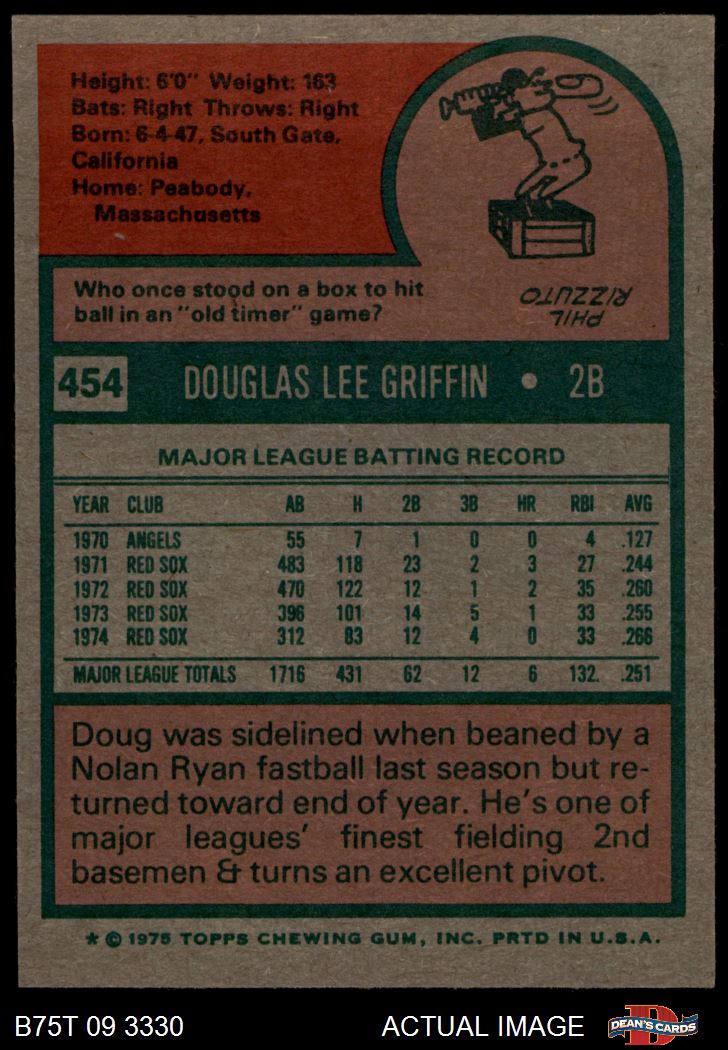 Height: 6'0" Weight: 163
Bats: Right Throws: Right
Born: 6-4-47, South Gate,
California
Home: Peabody,
Massachusetts
Who once stood on a box to hit
ball in an "old timer" game?
PHIL
RIZZUTO
454 DOUGLAS LEE GRIFFIN • 2B
MAJOR LEAGUE BATTING RECORD
YEAR CLUB AB H 2B 3B HR RBI AVG
1970 ANGELS 55 7 1 0 0 4 .127
1971 RED SOX 483 118 23 2 3 27 .244
1972 RED SOX 470 122 12 1 2 35 .260
1973 RED SOX 396 101 14 5 1 33 .255
1974 RED SOX 312 83 12 4 0 33 .266
MAJOR LEAGUE TOTALS 1716 431 62 12 6 132. .251
Doug was sidelined when beaned by a
Nolan Ryan fastball last season but re-
turned toward end of year. He's one of
major leagues' finest fielding 2nd
basemen & turns an excellent pivot.
* © 1975 TOPPS CHEWING GUM, INC. PRTD IN U.S.A.
B75T 09 3330 ACTUAL IMAGE DEAN'S CARDS